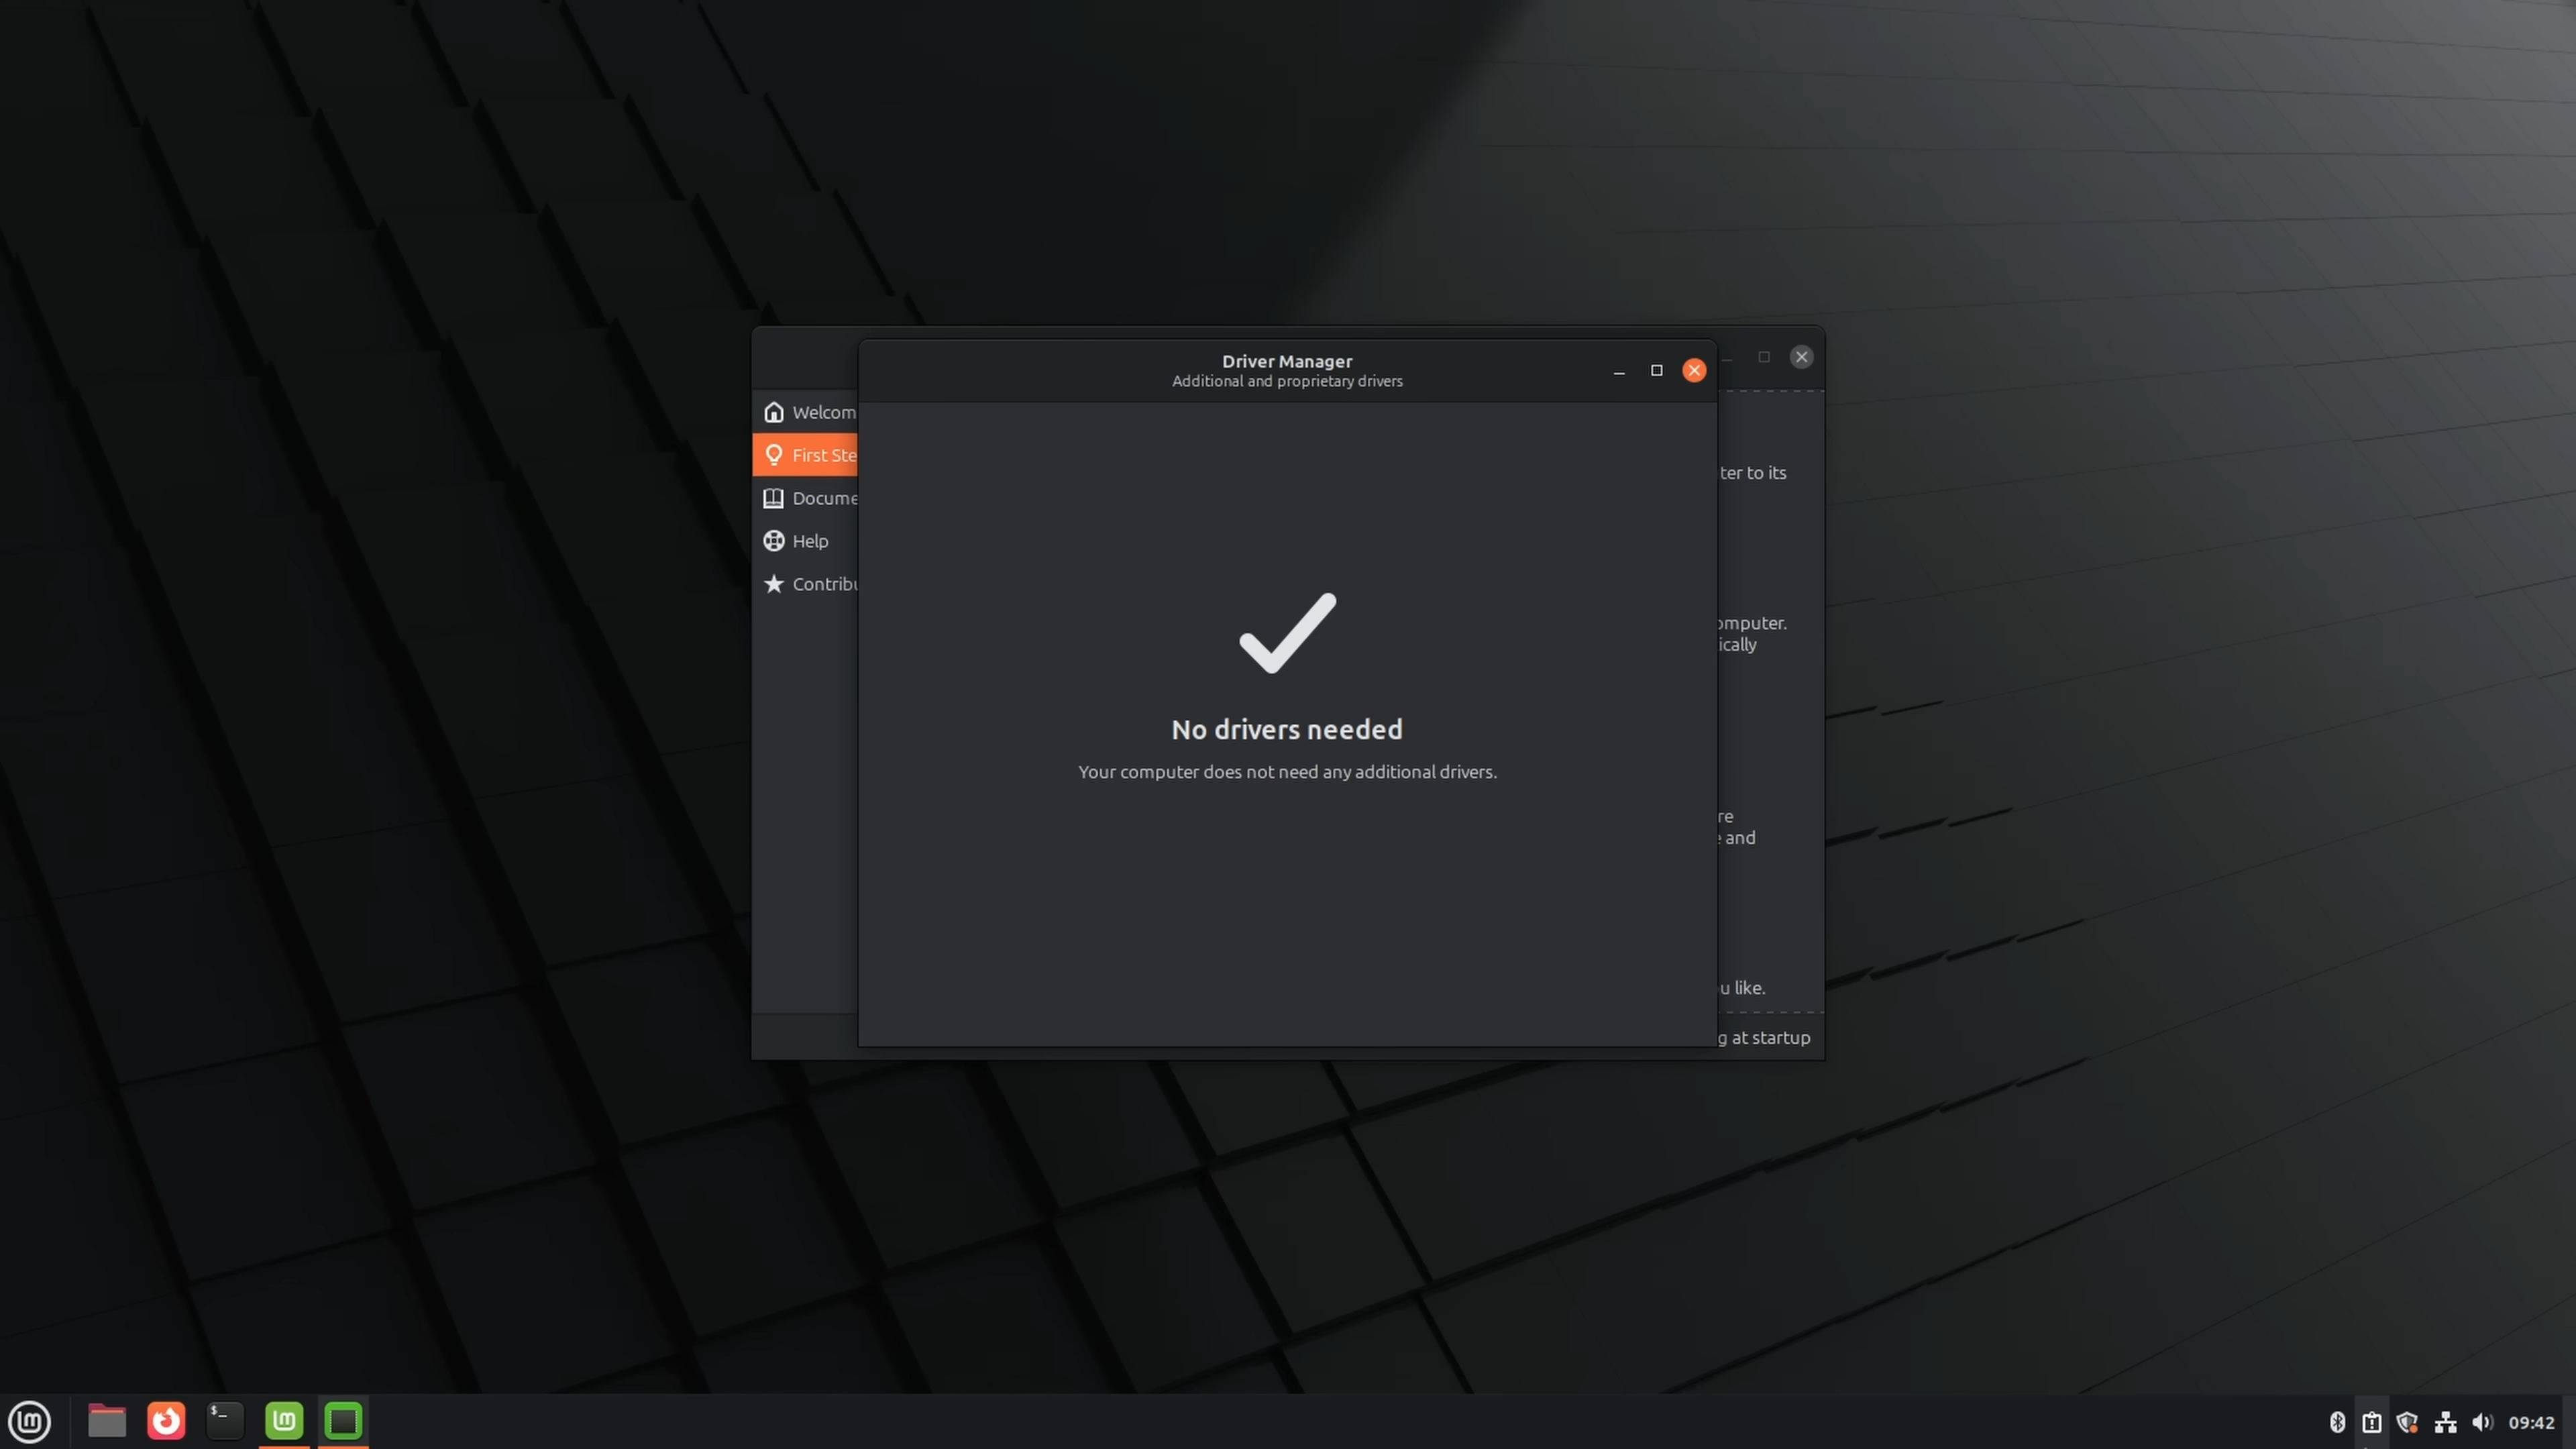 Driver Manager
Additional and proprietary drivers
Welcom
First Ste
Docume
Help
Contribu
ter to its
omputer.
ically
re
e and
u like.
g at startup
No drivers needed
Your computer does not need any additional drivers.
$_
09:42